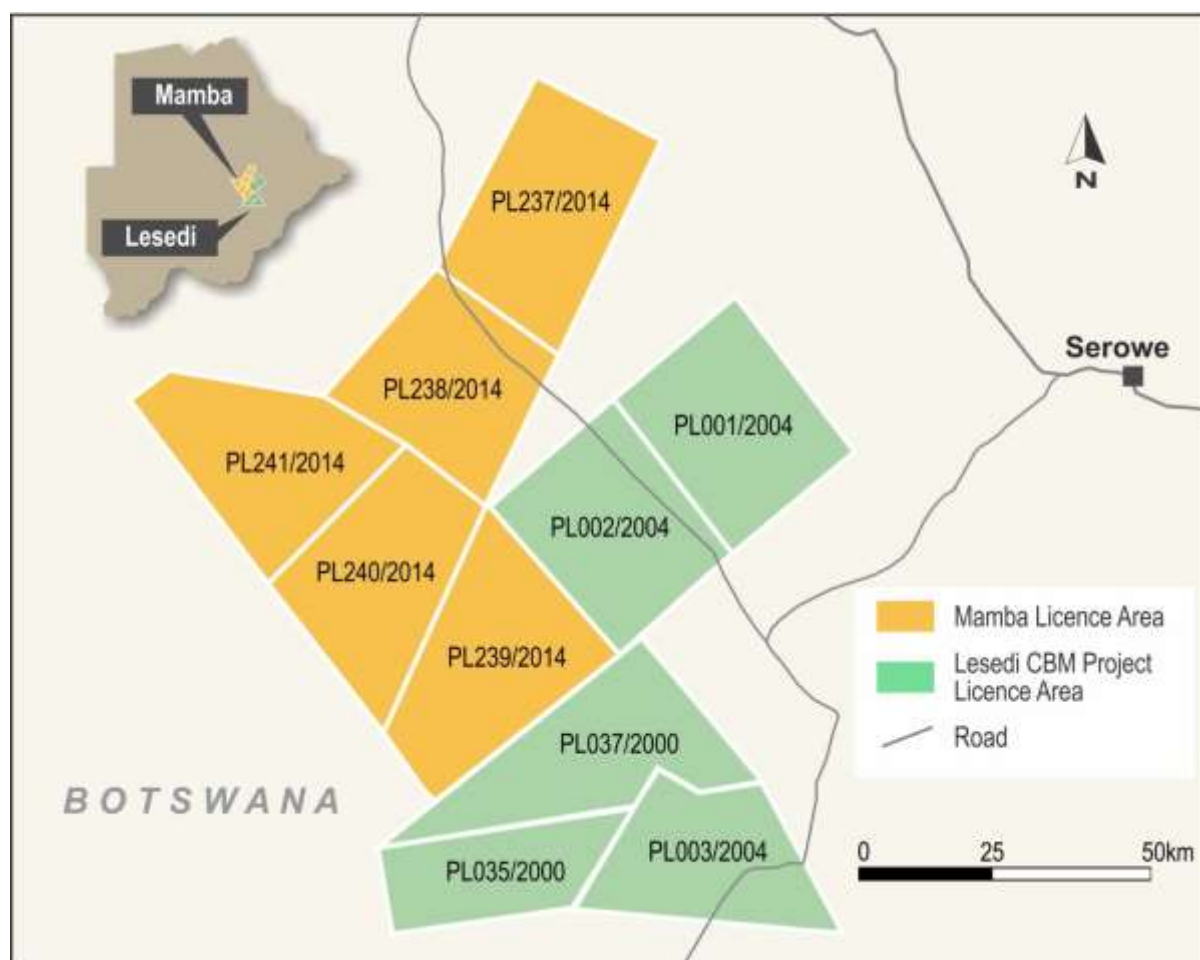 Mamba
Lesedi
N
PL237/2014
Serowe
PL238/2014
PL001/2004
PL241/2014
PL002/2004
PL240/2014
PL239/2014
Mamba Licence Area
Lesedi CBM Project
Licence Area
Road
PL037/2000
BOTSWANA
PL003/2004
PL035/2000
0 25 50km